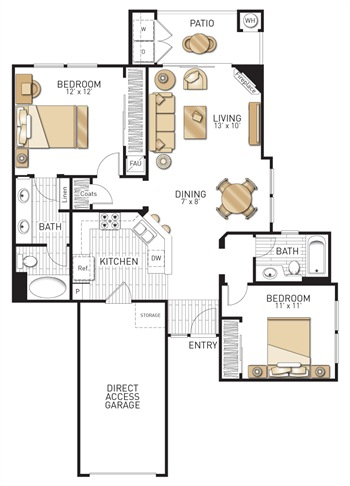 PATIO
W
D
WH
BEDROOM
12' x 12'
Fireplace
LIVING
13' x 10'
FAU
Linen
Coats
DINING
7' x 8'
BATH
KITCHEN
Ref.
DW
P
BATH
BEDROOM
11' x 11'
STORAGE
ENTRY
DIRECT
ACCESS
GARAGE